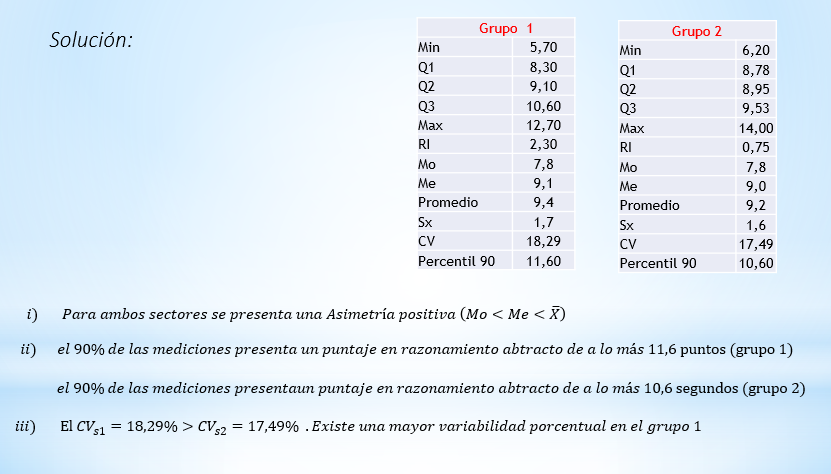 Solución:
Grupo 1
Min 5,70
Q1 8,30
Q2 9,10
Q3 10,60
Max 12,70
RI 2,30
Mo 7,8
Me 9,1
Promedio 9,4
Sx 1,7
CV 18,29
Percentil 90 11,60
Grupo 2
Min 6,20
Q1 8,78
Q2 8,95
Q3 9,53
Max 14,00
RI 0,75
Mo 7,8
Me 9,0
Promedio 9,2
Sx 1,6
CV 17,49
Percentil 90 10,60
i) Para ambos sectores se presenta una Asimetría positiva (Mo < Me < X̄)
ii) el 90% de las mediciones presenta un puntaje en razonamiento abtracto de a lo más 11,6 puntos (grupo 1)
el 90% de las mediciones presentaun puntaje en razonamiento abtracto de a lo más 10,6 segundos (grupo 2)
iii) El CVs1 = 18,29% > CVs2 = 17,49% . Existe una mayor variabilidad porcentual en el grupo 1